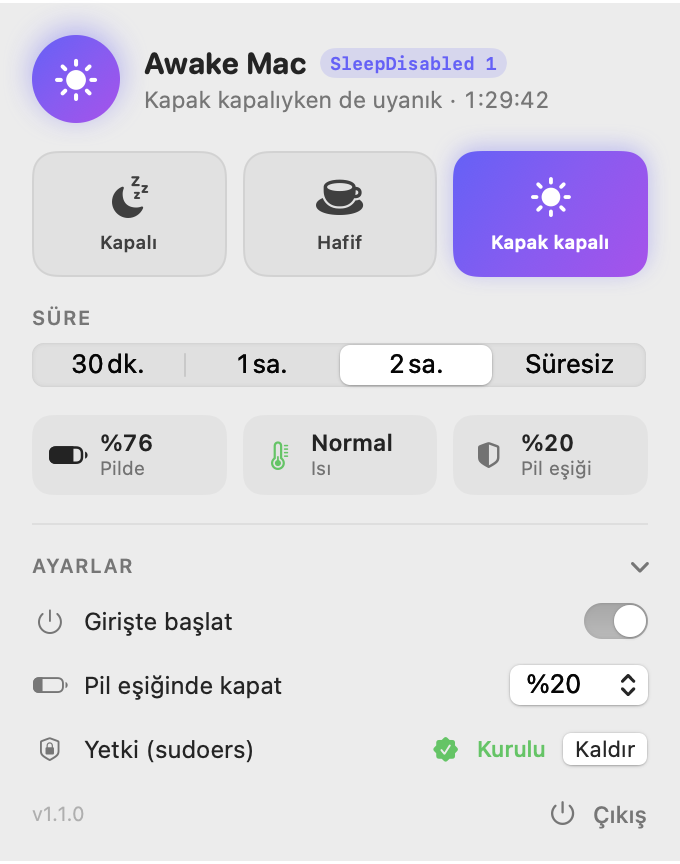 Awake Mac SleepDisabled 1
Kapak kapalıyken de uyanık · 1:29:42
Kapalı
Hafif
Kapak kapalı
SÜRE
30 dk. 1 sa. 2 sa. Süresiz
%76
Pilde
Normal
Isı
%20
Pil eşiği
AYARLAR
Girişte başlat
Pil eşiğinde kapat %20
Yetki (sudoers) Kurulu Kaldır
v1.1.0 Çıkış